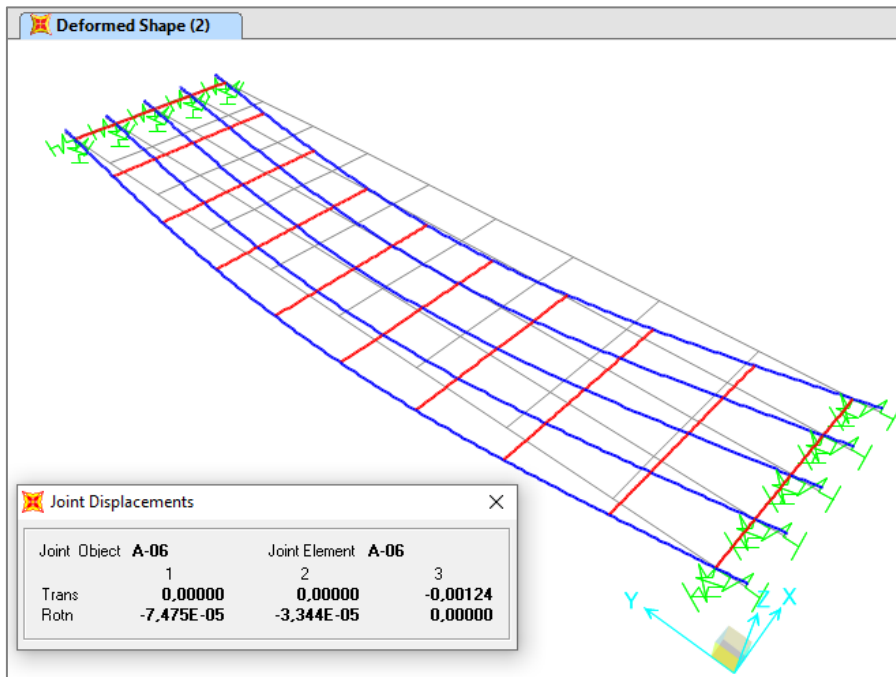 Deformed Shape (2)
Y Z X
Joint Displacements
Joint Object A-06 Joint Element A-06
1 2 3
Trans 0,00000 0,00000 -0,00124
Rotn -7,475E-05 -3,344E-05 0,00000